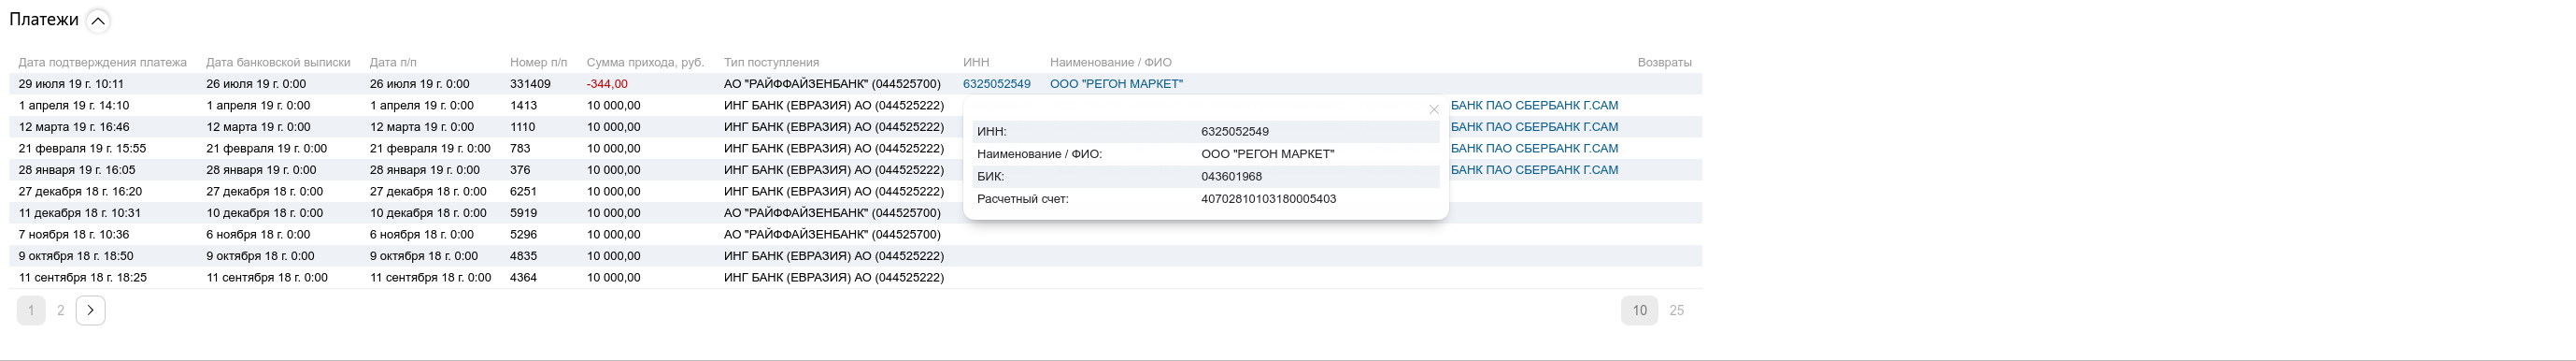 Платежи
Дата подтверждения платежа Дата банковской выписки Дата п/п Номер п/п Сумма прихода, руб. Тип поступления ИНН Наименование / ФИО Возвраты
29 июля 19 г. 10:11 26 июля 19 г. 0:00 26 июля 19 г. 0:00 331409 -344,00 АО "РАЙФФАЙЗЕНБАНК" (044525700) 6325052549 ООО "РЕГОН МАРКЕТ"
1 апреля 19 г. 14:10 1 апреля 19 г. 0:00 1 апреля 19 г. 0:00 1413 10 000,00 ИНГ БАНК (ЕВРАЗИЯ) АО (044525222) БАНК ПАО СБЕРБАНК Г.САМ
12 марта 19 г. 16:46 12 марта 19 г. 0:00 12 марта 19 г. 0:00 1110 10 000,00 ИНГ БАНК (ЕВРАЗИЯ) АО (044525222) БАНК ПАО СБЕРБАНК Г.САМ
21 февраля 19 г. 15:55 21 февраля 19 г. 0:00 21 февраля 19 г. 0:00 783 10 000,00 ИНГ БАНК (ЕВРАЗИЯ) АО (044525222) БАНК ПАО СБЕРБАНК Г.САМ
28 января 19 г. 16:05 28 января 19 г. 0:00 28 января 19 г. 0:00 376 10 000,00 ИНГ БАНК (ЕВРАЗИЯ) АО (044525222) БАНК ПАО СБЕРБАНК Г.САМ
27 декабря 18 г. 16:20 27 декабря 18 г. 0:00 27 декабря 18 г. 0:00 6251 10 000,00 ИНГ БАНК (ЕВРАЗИЯ) АО (044525222)
11 декабря 18 г. 10:31 10 декабря 18 г. 0:00 10 декабря 18 г. 0:00 5919 10 000,00 АО "РАЙФФАЙЗЕНБАНК" (044525700)
7 ноября 18 г. 10:36 6 ноября 18 г. 0:00 6 ноября 18 г. 0:00 5296 10 000,00 АО "РАЙФФАЙЗЕНБАНК" (044525700)
9 октября 18 г. 18:50 9 октября 18 г. 0:00 9 октября 18 г. 0:00 4835 10 000,00 ИНГ БАНК (ЕВРАЗИЯ) АО (044525222)
11 сентября 18 г. 18:25 11 сентября 18 г. 0:00 11 сентября 18 г. 0:00 4364 10 000,00 ИНГ БАНК (ЕВРАЗИЯ) АО (044525222)
ИНН: 6325052549
Наименование / ФИО: ООО "РЕГОН МАРКЕТ"
БИК: 043601968
Расчетный счет: 40702810103180005403
1 2 10 25